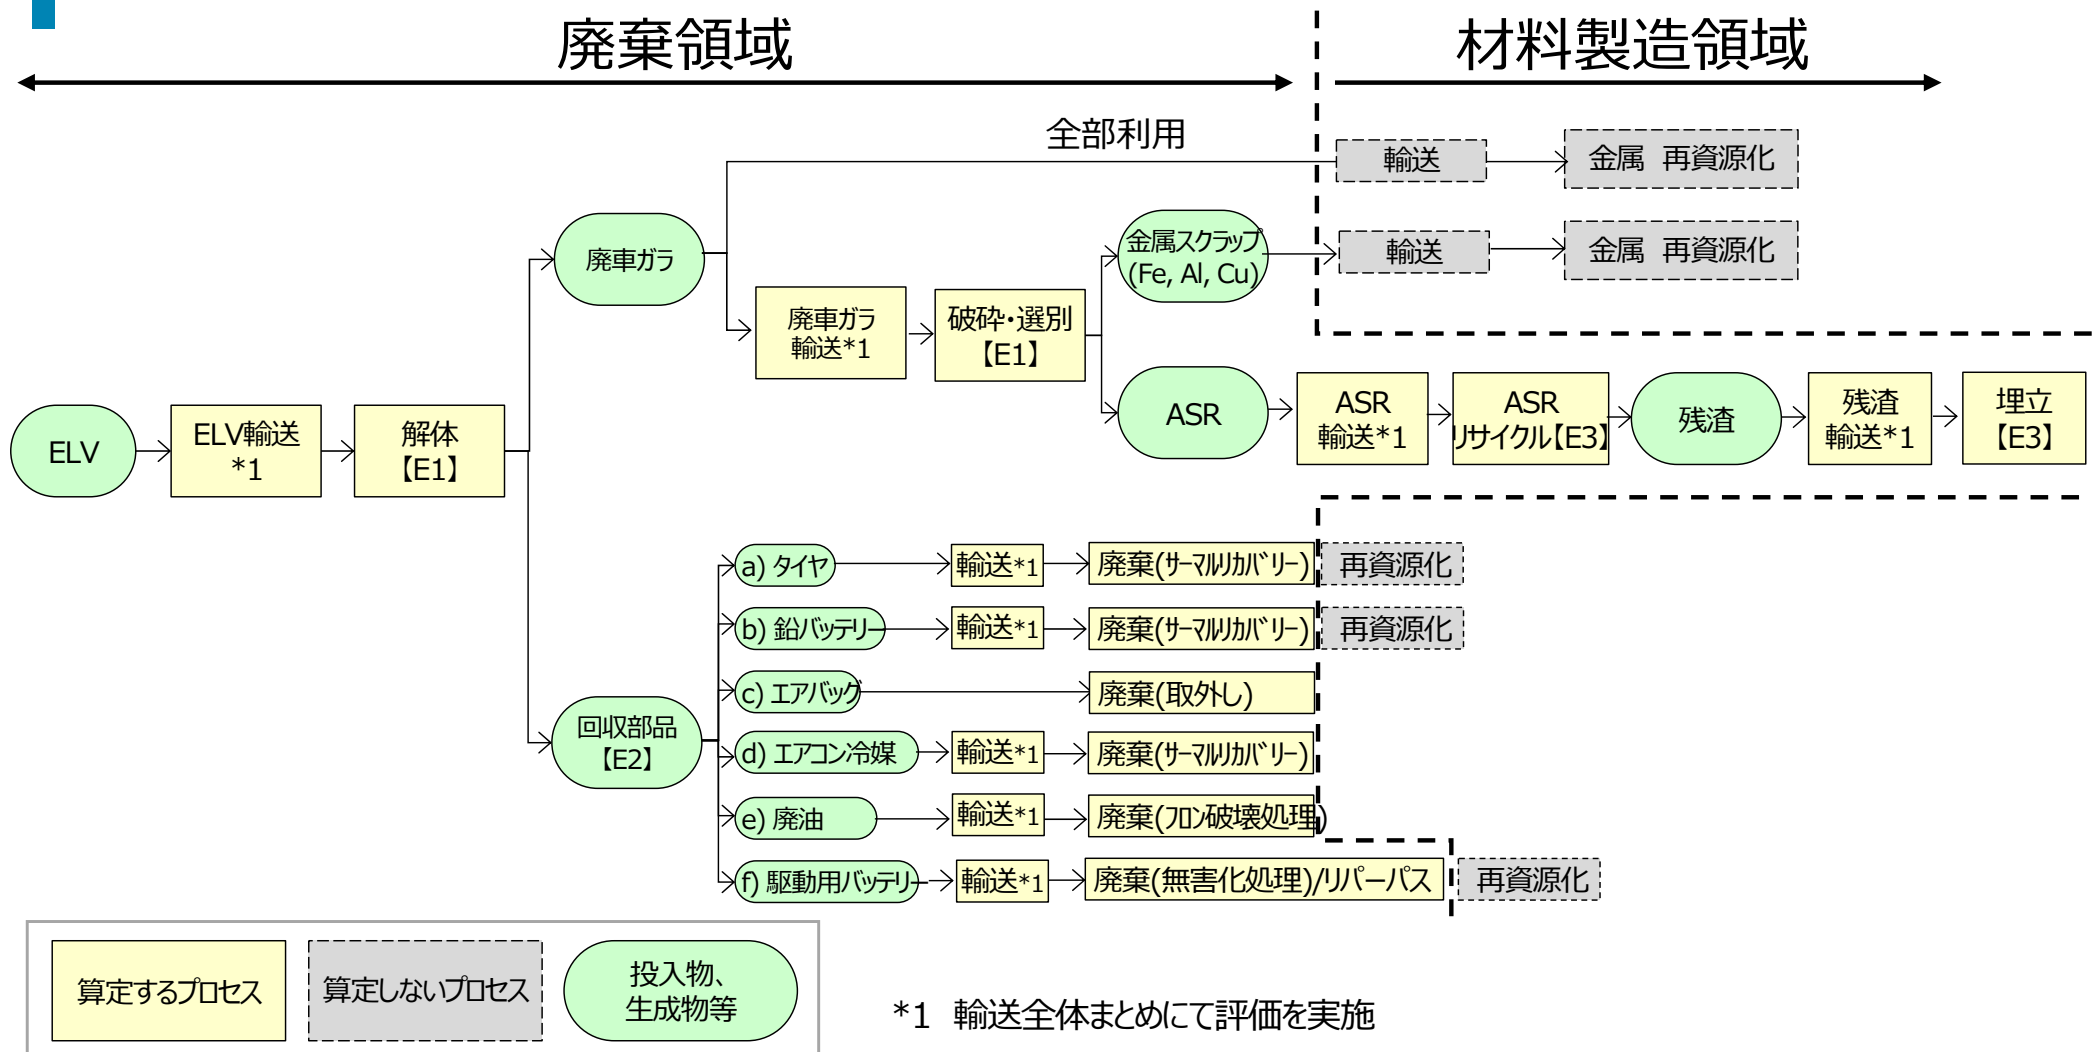 廃棄領域
材料製造領域
全部利用
輸送
金属 再資源化
廃車ガラ
金属スクラップ
(Fe, Al, Cu)
輸送
金属 再資源化
廃車ガラ
輸送*1
破砕・選別
【E1】
ELV
ELV輸送
*1
解体
【E1】
ASR
ASR
輸送*1
ASR
リサイクル【E3】
残渣
残渣
輸送*1
埋立
【E3】
回収部品
【E2】
a) タイヤ
輸送*1
廃棄(サーマルリカバリー)
再資源化
b) 鉛バッテリー
輸送*1
廃棄(サーマルリカバリー)
再資源化
c) エアバッグ
廃棄(取外し)
d) エアコン冷媒
輸送*1
廃棄(サーマルリカバリー)
e) 廃油
輸送*1
廃棄(フロン破壊処理)
f) 駆動用バッテリー
輸送*1
廃棄(無害化処理)/リパーパス
再資源化
算定するプロセス
算定しないプロセス
投入物、
生成物等
*1 輸送全体まとめにて評価を実施